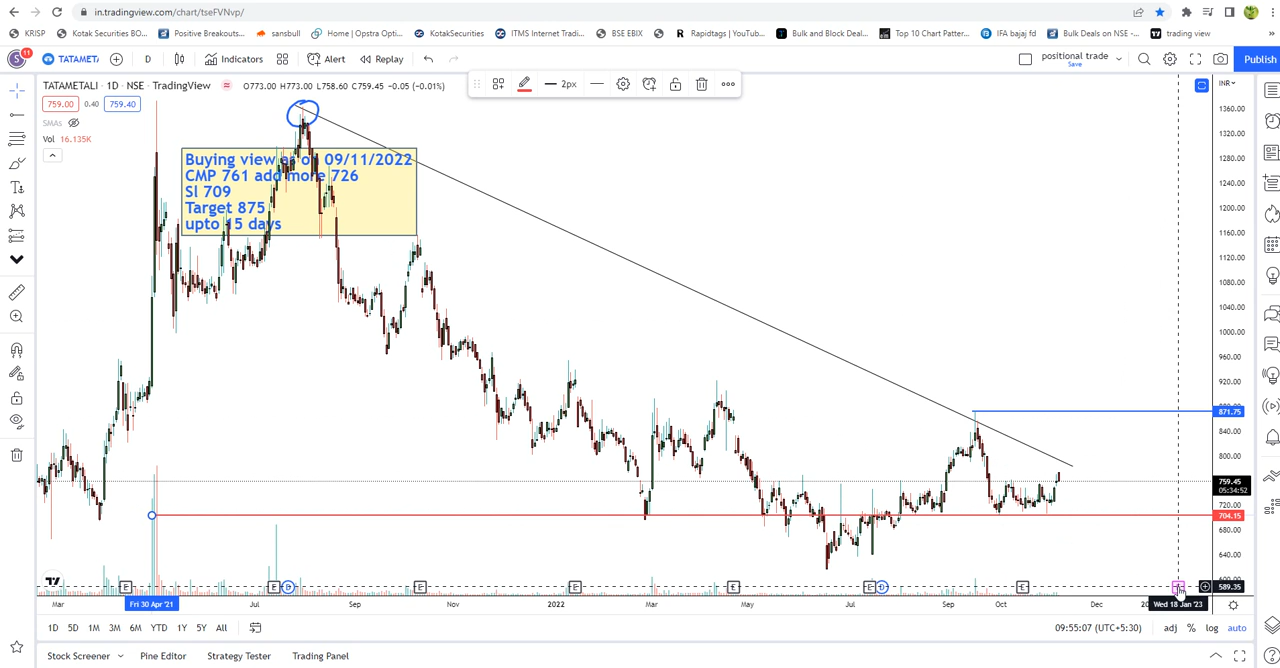 in.tradingview.com/chart/tseFVNvp/
KRISP
Kotak Securities BO...
Positive Breakouts...
sansbull
Home | Opstra Opti...
KotakSecurities
ITMS Internet Tradi...
BSE EBIX
Rapidtags | YouTub...
Bulk and Block Deal...
Top 10 Chart Patter...
IFA bajaj fd
Bulk Deals on NSE -...
trading view
S 11 TATAMETA D Indicators Alert Replay positional trade Save Publish
2px
TATAMETALI · 1D · NSE · TradingView O773.00 H773.00 L758.60 C759.45 -0.05 (-0.01%) INR
759.00 0.40 759.40
SMAs
Vol 16.135K
Buying view as on 09/11/2022
CMP 761 add more 726
Sl 709
Target 875
upto 15 days
1360.00
1320.00
1280.00
1240.00
1200.00
1160.00
1120.00
1080.00
1040.00
1000.00
960.00
920.00
871.75
840.00
800.00
759.45
05:34:52
720.00
704.15
680.00
640.00
589.35
E E D E E E E D E
Mar Fri 30 Apr '21 Jul Sep Nov 2022 Mar May Jul Sep Oct Dec Wed 18 Jan '23
1D 5D 1M 3M 6M YTD 1Y 5Y All 09:55:07 (UTC+5:30) adj % log auto
Stock Screener Pine Editor Strategy Tester Trading Panel